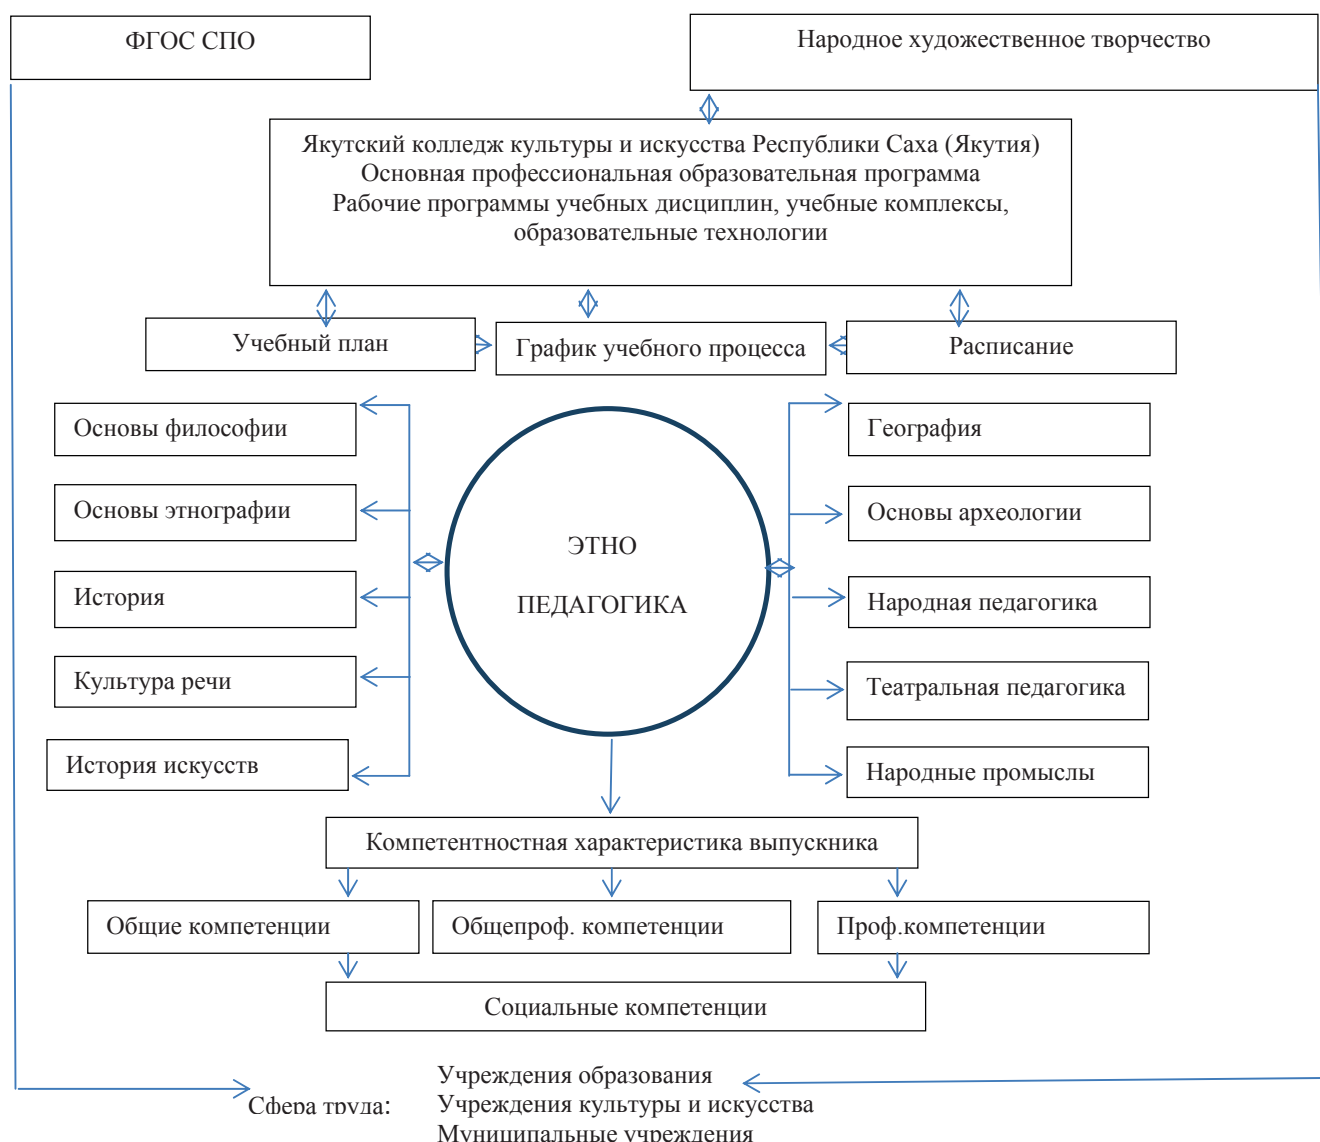 ФГОС СПО
Народное художественное творчество
Якутский колледж культуры и искусства Республики Саха (Якутия)
Основная профессиональная образовательная программа
Рабочие программы учебных дисциплин, учебные комплексы,
образовательные технологии
Учебный план
График учебного процесса
Расписание
Основы философии
География
Основы этнографии
Основы археологии
ЭТНО
ПЕДАГОГИКА
История
Народная педагогика
Культура речи
Театральная педагогика
История искусств
Народные промыслы
Компетентностная характеристика выпускника
Общие компетенции
Общепроф. компетенции
Проф.компетенции
Социальные компетенции
Учреждения образования
Сфера труда: Учреждения культуры и искусства
Муниципальные учреждения